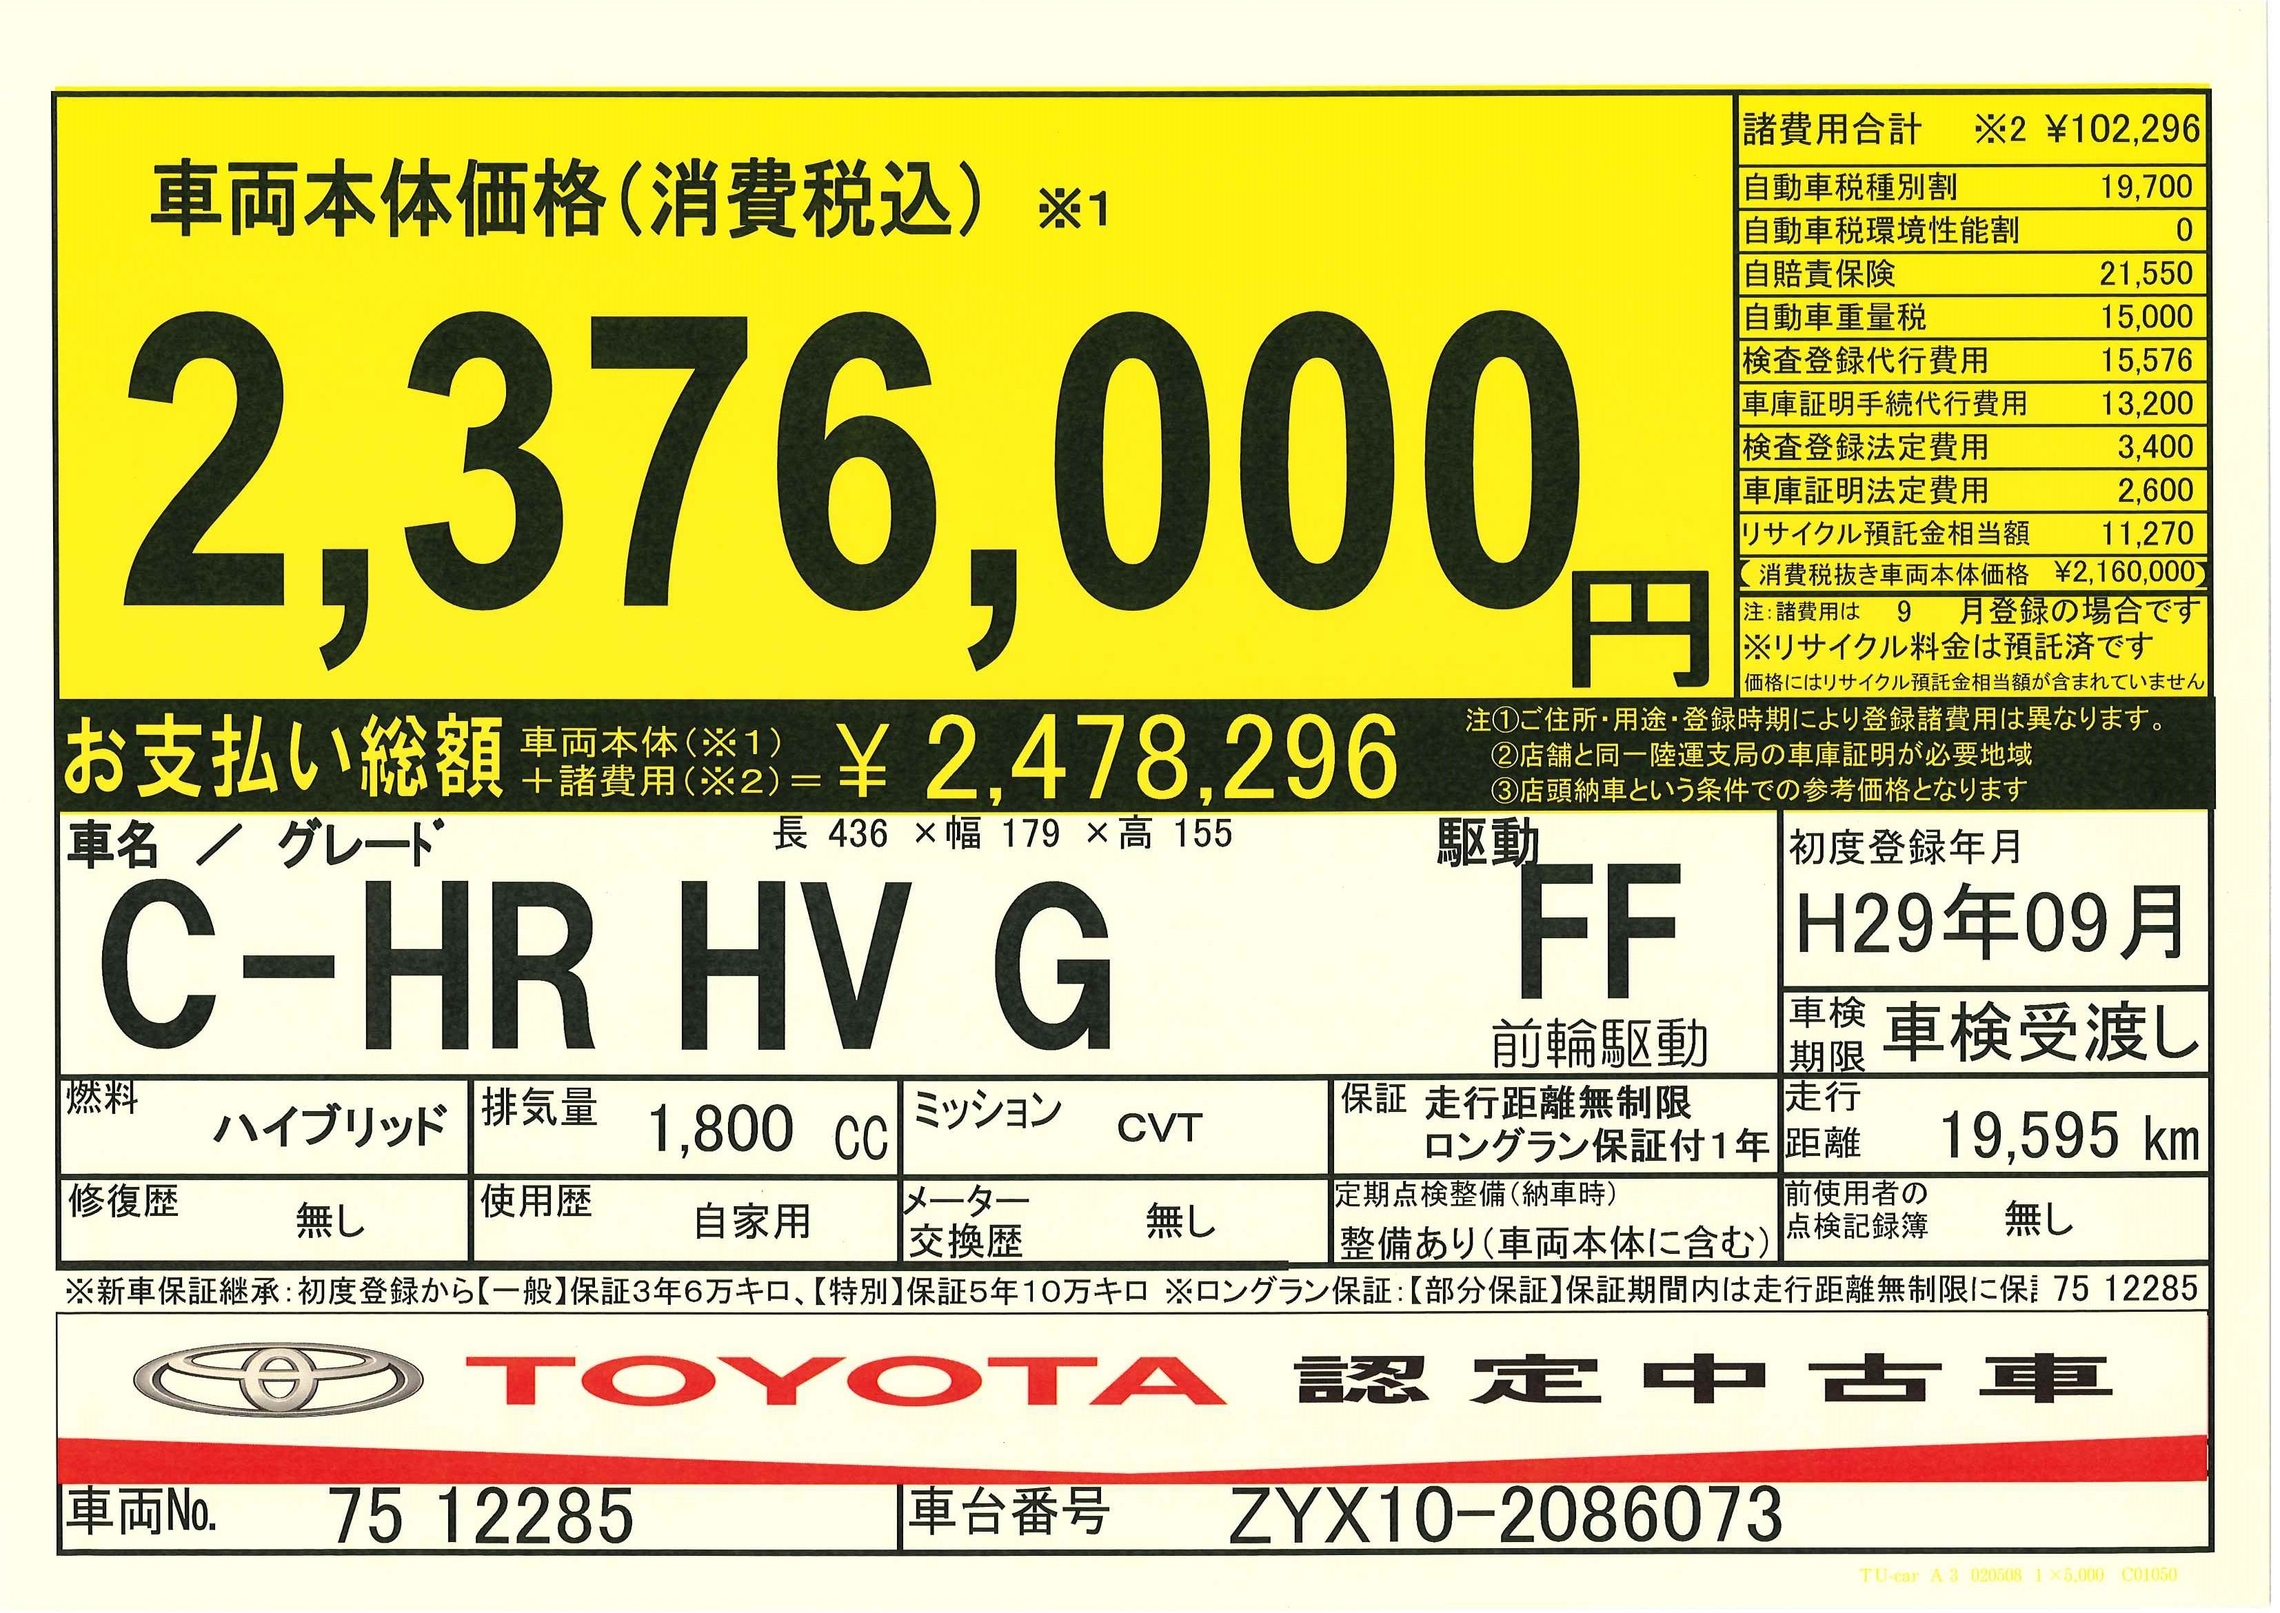 車両本体価格(消費税込) ※1
2,376,000円
諸費用合計 ※2 ¥102,296
自動車税種別割 19,700
自動車税環境性能割 0
自賠責保険 21,550
自動車重量税 15,000
検査登録代行費用 15,576
車庫証明手続代行費用 13,200
検査登録法定費用 3,400
車庫証明法定費用 2,600
リサイクル預託金相当額 11,270
(消費税抜き車両本体価格 ¥2,160,000)
注:諸費用は 9 月登録の場合です
※リサイクル料金は預託済です
価格にはリサイクル預託金相当額が含まれていません
お支払い総額 車両本体(※1)
+諸費用(※2)= ¥ 2,478,296
注①ご住所・用途・登録時期により登録諸費用は異なります。
②店舗と同一陸運支局の車庫証明が必要地域
③店頭納車という条件での参考価格となります
車名 / グレード 長 436 ×幅 179 ×高 155
C-HR HV G
駆動
FF
前輪駆動
初度登録年月
H29年09月
車検期限 車検受渡し
燃料 ハイブリッド
排気量 1,800 CC
ミッション CVT
保証 走行距離無制限
ロングラン保証付1年
走行距離 19,595 km
修復歴 無し
使用歴 自家用
メーター交換歴 無し
定期点検整備(納車時)
整備あり(車両本体に含む)
前使用者の
点検記録簿 無し
※新車保証継承:初度登録から【一般】保証3年6万キロ、【特別】保証5年10万キロ ※ロングラン保証:【部分保証】保証期間内は走行距離無制限に保 75 12285
TOYOTA 認定中古車
車両No. 75 12285
車台番号 ZYX10-2086073
TU-car A3 020508 1×5,000 C01050